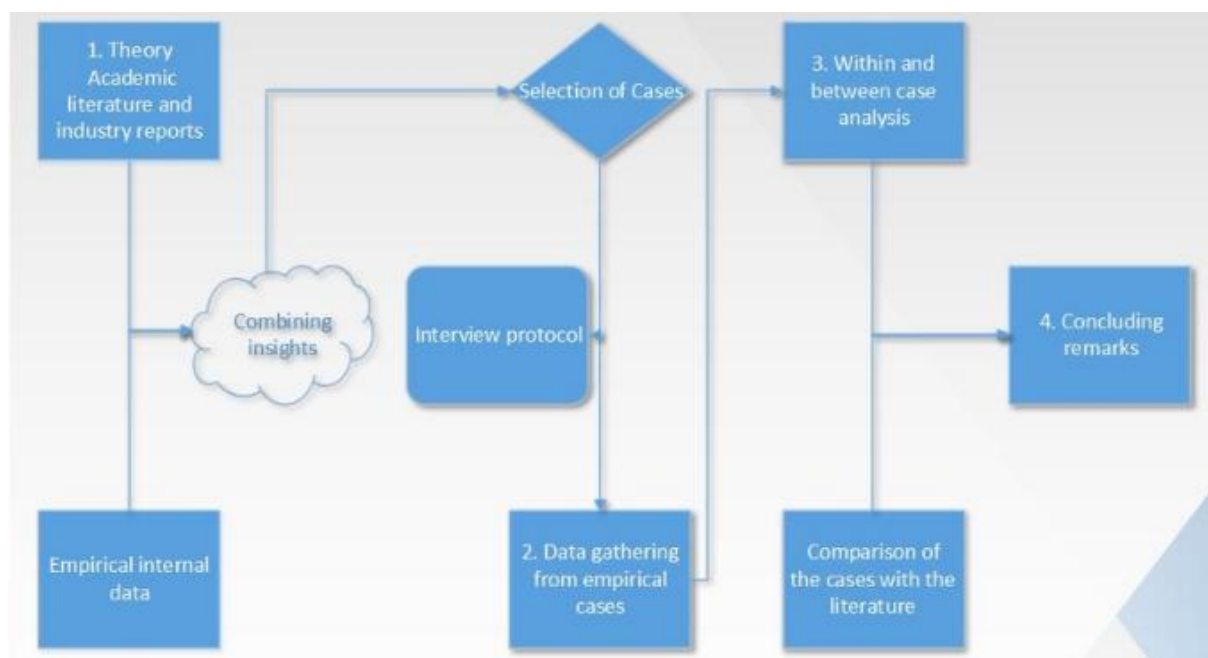 1. Theory
Academic
literature and
industry reports
Selection of Cases
3. Within and
between case
analysis
Combining
insights
Interview protocol
4. Concluding
remarks
Empirical internal
data
2. Data gathering
from empirical
cases
Comparison of
the cases with the
literature